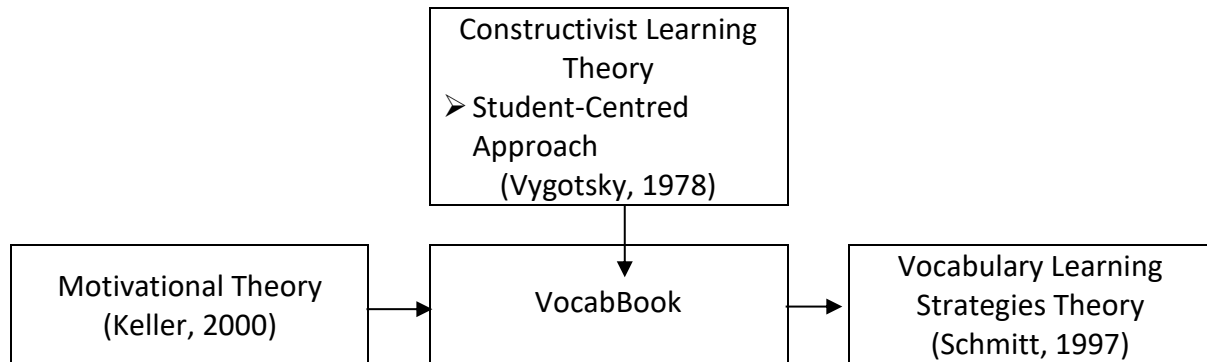 Constructivist Learning
Theory
➢ Student-Centred
Approach
(Vygotsky, 1978)
Motivational Theory
(Keller, 2000)
VocabBook
Vocabulary Learning
Strategies Theory
(Schmitt, 1997)